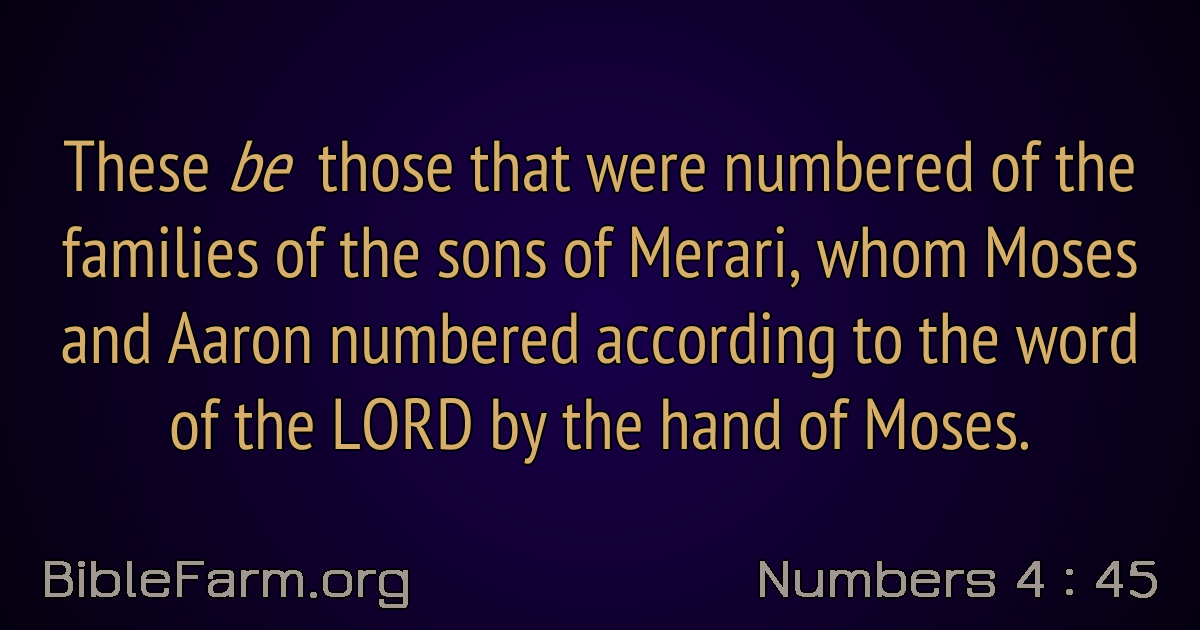 These be those that were numbered of the
families of the sons of Merari, whom Moses
and Aaron numbered according to the word
of the LORD by the hand of Moses.
BibleFarm.org
Numbers 4 : 45